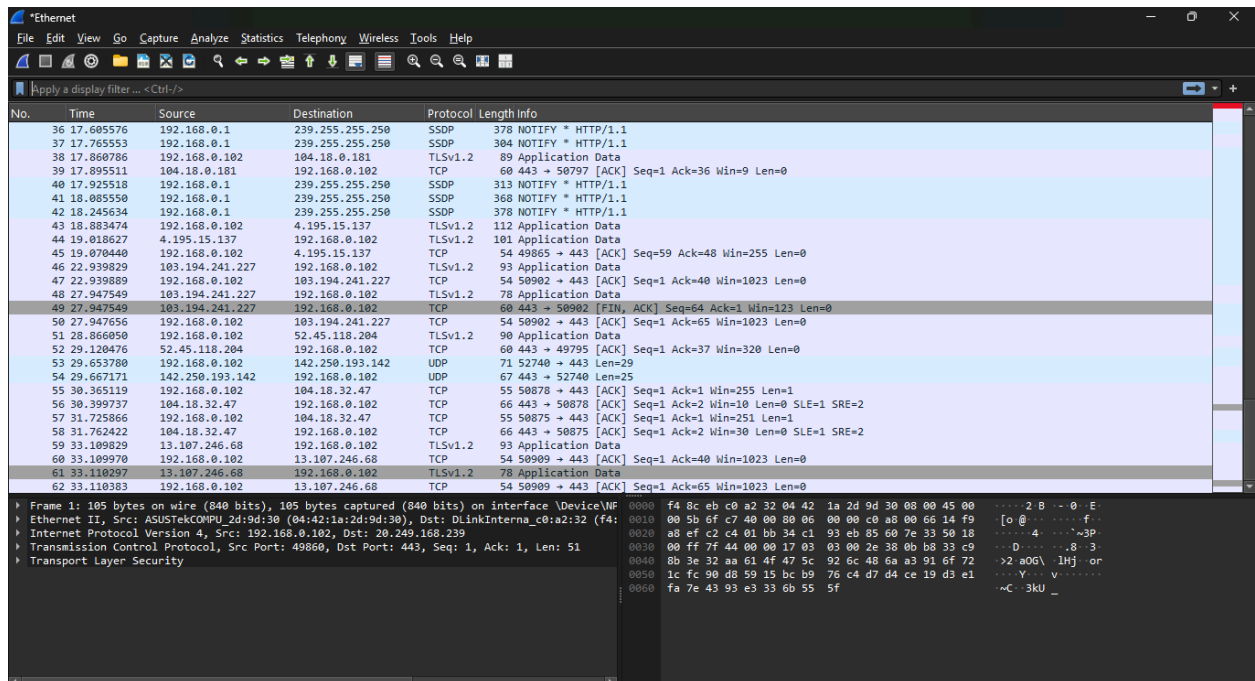 *Ethernet
File Edit View Go Capture Analyze Statistics Telephony Wireless Tools Help
Apply a display filter ... <Ctrl-/>
No. Time Source Destination Protocol Length Info
36 17.605576 192.168.0.1 239.255.255.250 SSDP 378 NOTIFY * HTTP/1.1
37 17.765553 192.168.0.1 239.255.255.250 SSDP 304 NOTIFY * HTTP/1.1
38 17.860786 192.168.0.102 104.18.0.181 TLSv1.2 89 Application Data
39 17.895511 104.18.0.181 192.168.0.102 TCP 60 443 → 50797 [ACK] Seq=1 Ack=36 Win=9 Len=0
40 17.925518 192.168.0.1 239.255.255.250 SSDP 313 NOTIFY * HTTP/1.1
41 18.085550 192.168.0.1 239.255.255.250 SSDP 368 NOTIFY * HTTP/1.1
42 18.245634 192.168.0.1 239.255.255.250 SSDP 378 NOTIFY * HTTP/1.1
43 18.883474 192.168.0.102 4.195.15.137 TLSv1.2 112 Application Data
44 19.018627 4.195.15.137 192.168.0.102 TLSv1.2 101 Application Data
45 19.070440 192.168.0.102 4.195.15.137 TCP 54 49865 → 443 [ACK] Seq=59 Ack=48 Win=255 Len=0
46 22.939829 103.194.241.227 192.168.0.102 TLSv1.2 93 Application Data
47 22.939889 192.168.0.102 103.194.241.227 TCP 54 50902 → 443 [ACK] Seq=1 Ack=40 Win=1023 Len=0
48 27.947549 103.194.241.227 192.168.0.102 TLSv1.2 78 Application Data
49 27.947549 103.194.241.227 192.168.0.102 TCP 60 443 → 50902 [FIN, ACK] Seq=64 Ack=1 Win=123 Len=0
50 27.947656 192.168.0.102 103.194.241.227 TCP 54 50902 → 443 [ACK] Seq=1 Ack=65 Win=1023 Len=0
51 28.866050 192.168.0.102 52.45.118.204 TLSv1.2 90 Application Data
52 29.120476 52.45.118.204 192.168.0.102 TCP 60 443 → 49795 [ACK] Seq=1 Ack=37 Win=320 Len=0
53 29.653780 192.168.0.102 142.250.193.142 UDP 71 52740 → 443 Len=29
54 29.667171 142.250.193.142 192.168.0.102 UDP 67 443 → 52740 Len=25
55 30.365119 192.168.0.102 104.18.32.47 TCP 55 50878 → 443 [ACK] Seq=1 Ack=1 Win=255 Len=1
56 30.399737 104.18.32.47 192.168.0.102 TCP 66 443 → 50878 [ACK] Seq=1 Ack=2 Win=10 Len=0 SLE=1 SRE=2
57 31.725866 192.168.0.102 104.18.32.47 TCP 55 50875 → 443 [ACK] Seq=1 Ack=1 Win=251 Len=1
58 31.762422 104.18.32.47 192.168.0.102 TCP 66 443 → 50875 [ACK] Seq=1 Ack=2 Win=30 Len=0 SLE=1 SRE=2
59 33.109829 13.107.246.68 192.168.0.102 TLSv1.2 93 Application Data
60 33.109970 192.168.0.102 13.107.246.68 TCP 54 50909 → 443 [ACK] Seq=1 Ack=40 Win=1023 Len=0
61 33.110297 13.107.246.68 192.168.0.102 TLSv1.2 78 Application Data
62 33.110383 192.168.0.102 13.107.246.68 TCP 54 50909 → 443 [ACK] Seq=1 Ack=65 Win=1023 Len=0
Frame 1: 105 bytes on wire (840 bits), 105 bytes captured (840 bits) on interface \Device\NP
Ethernet II, Src: ASUSTekCOMPU_2d:9d:30 (04:42:1a:2d:9d:30), Dst: DLinkInterna_c0:a2:32 (f4:
Internet Protocol Version 4, Src: 192.168.0.102, Dst: 20.249.168.239
Transmission Control Protocol, Src Port: 49860, Dst Port: 443, Seq: 1, Ack: 1, Len: 51
Transport Layer Security
0000 f4 8c eb c0 a2 32 04 42 1a 2d 9d 30 08 00 45 00 ·····2·B ·-·0··E·
0010 00 5b 6f c7 40 00 80 06 00 00 c0 a8 00 66 14 f9 ·[o·@··· ·····f··
0020 a8 ef c2 c4 01 bb 34 c1 93 eb 85 60 7e 33 50 18 ······4· ···`~3P·
0030 00 ff 7f 44 00 00 17 03 03 00 2e 38 0b b8 33 c9 ···D···· ··.8··3·
0040 8b 3e 32 aa 61 4f 47 5c 92 6c 48 6a a3 91 6f 72 ·>2·aOG\ ·lHj··or
0050 1c fc 90 d8 59 15 bc b9 76 c4 d7 d4 ce 19 d3 e1 ····Y··· v·······
0060 fa 7e 43 93 e3 33 6b 55 5f ·~C··3kU _